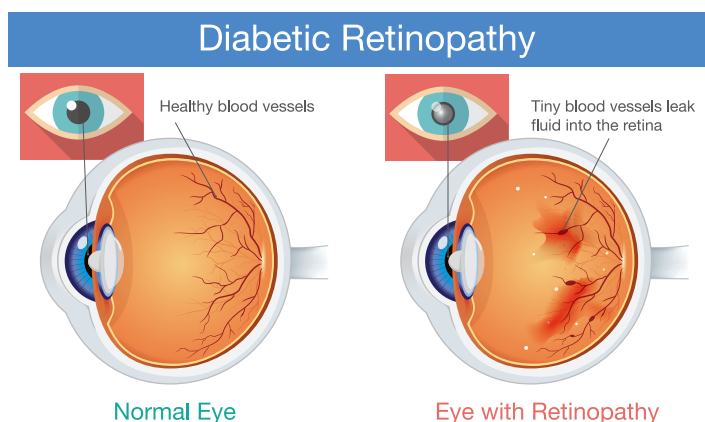 Diabetic Retinopathy
Healthy blood vessels
Tiny blood vessels leak
fluid into the retina
Normal Eye
Eye with Retinopathy